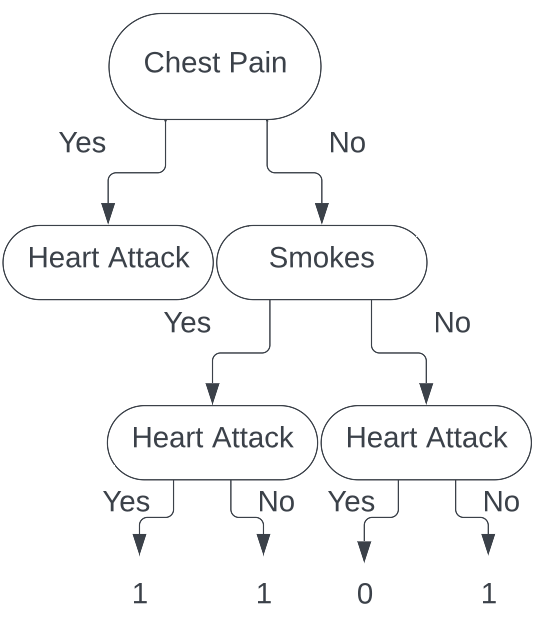 Chest Pain
Yes
No
Heart Attack
Smokes
Yes
No
Heart Attack
Heart Attack
Yes
No
Yes
No
1
1
0
1